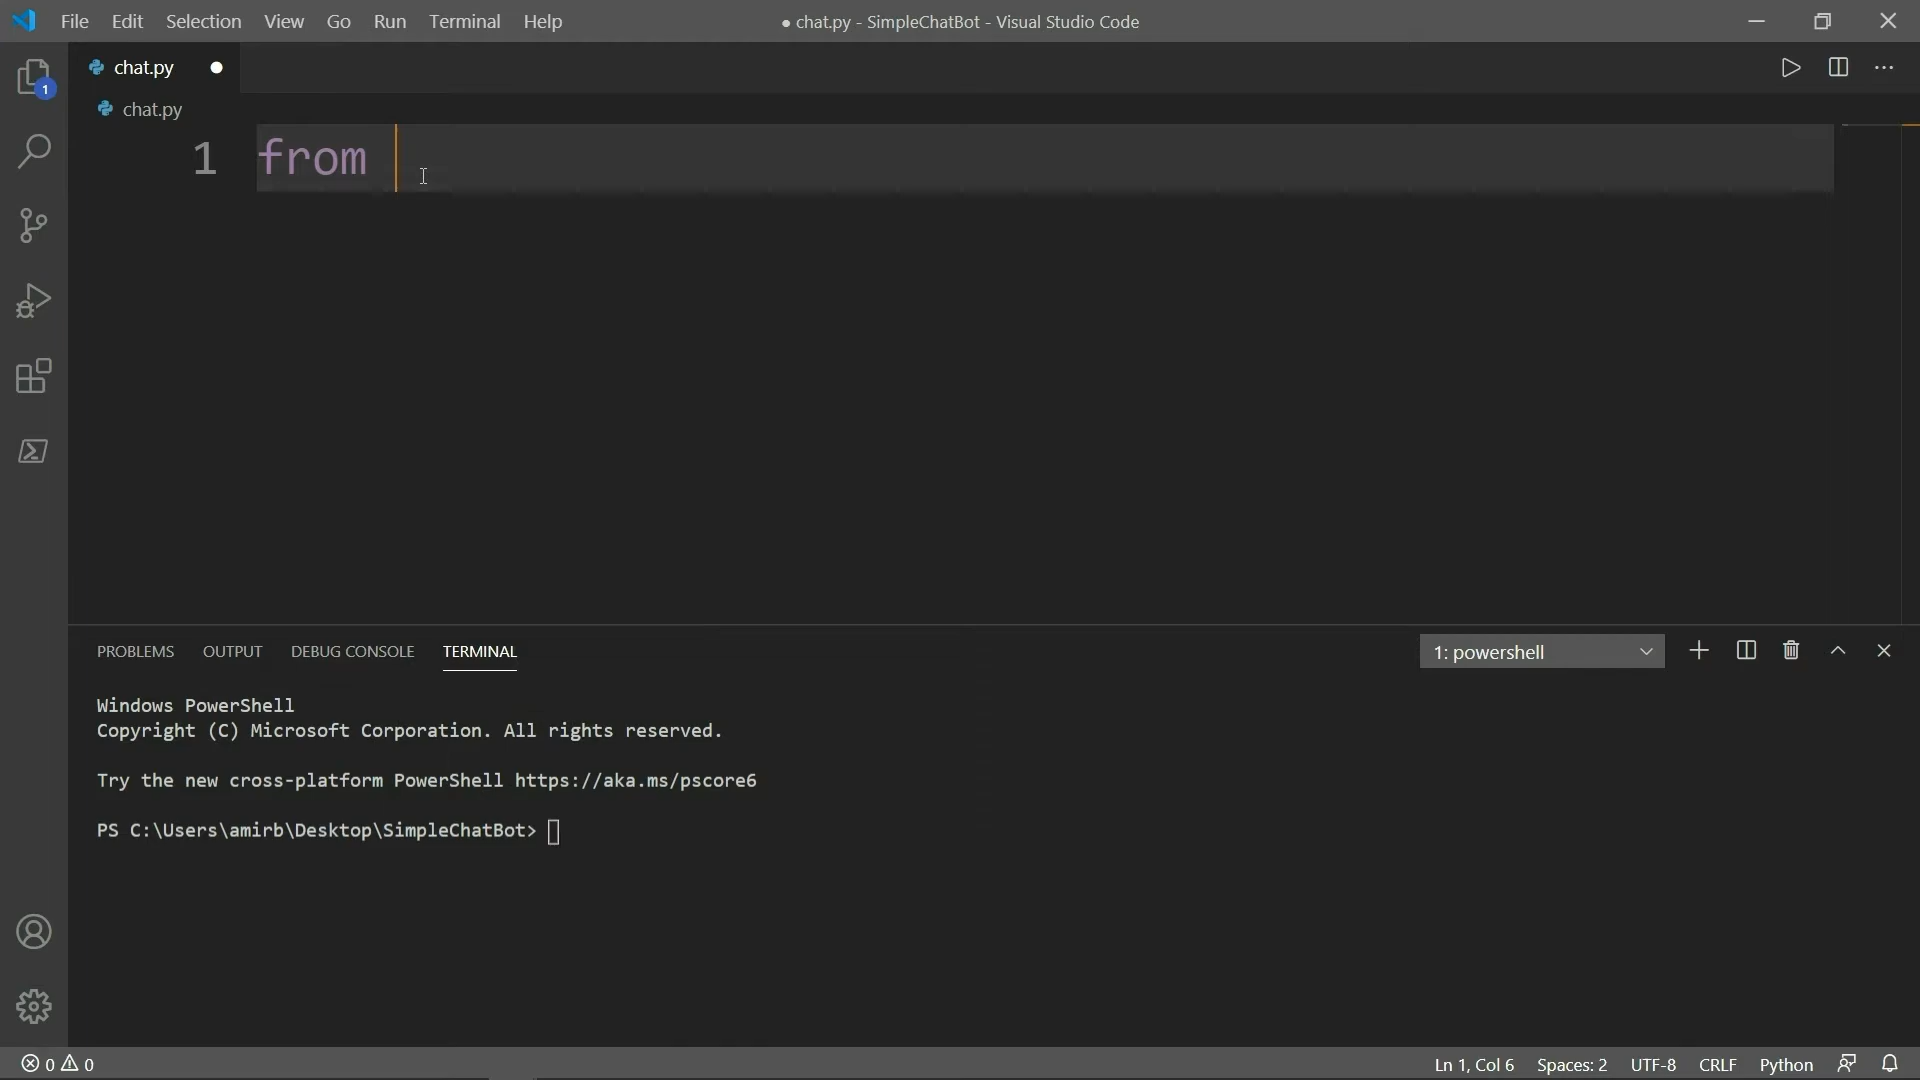 File Edit Selection View Go Run Terminal Help
● chat.py - SimpleChatBot - Visual Studio Code
chat.py
chat.py
1
1 from
PROBLEMS OUTPUT DEBUG CONSOLE TERMINAL
1: powershell
Windows PowerShell
Copyright (C) Microsoft Corporation. All rights reserved.
Try the new cross-platform PowerShell https://aka.ms/pscore6
PS C:\Users\amirb\Desktop\SimpleChatBot>
0 0
Ln 1, Col 6 Spaces: 2 UTF-8 CRLF Python